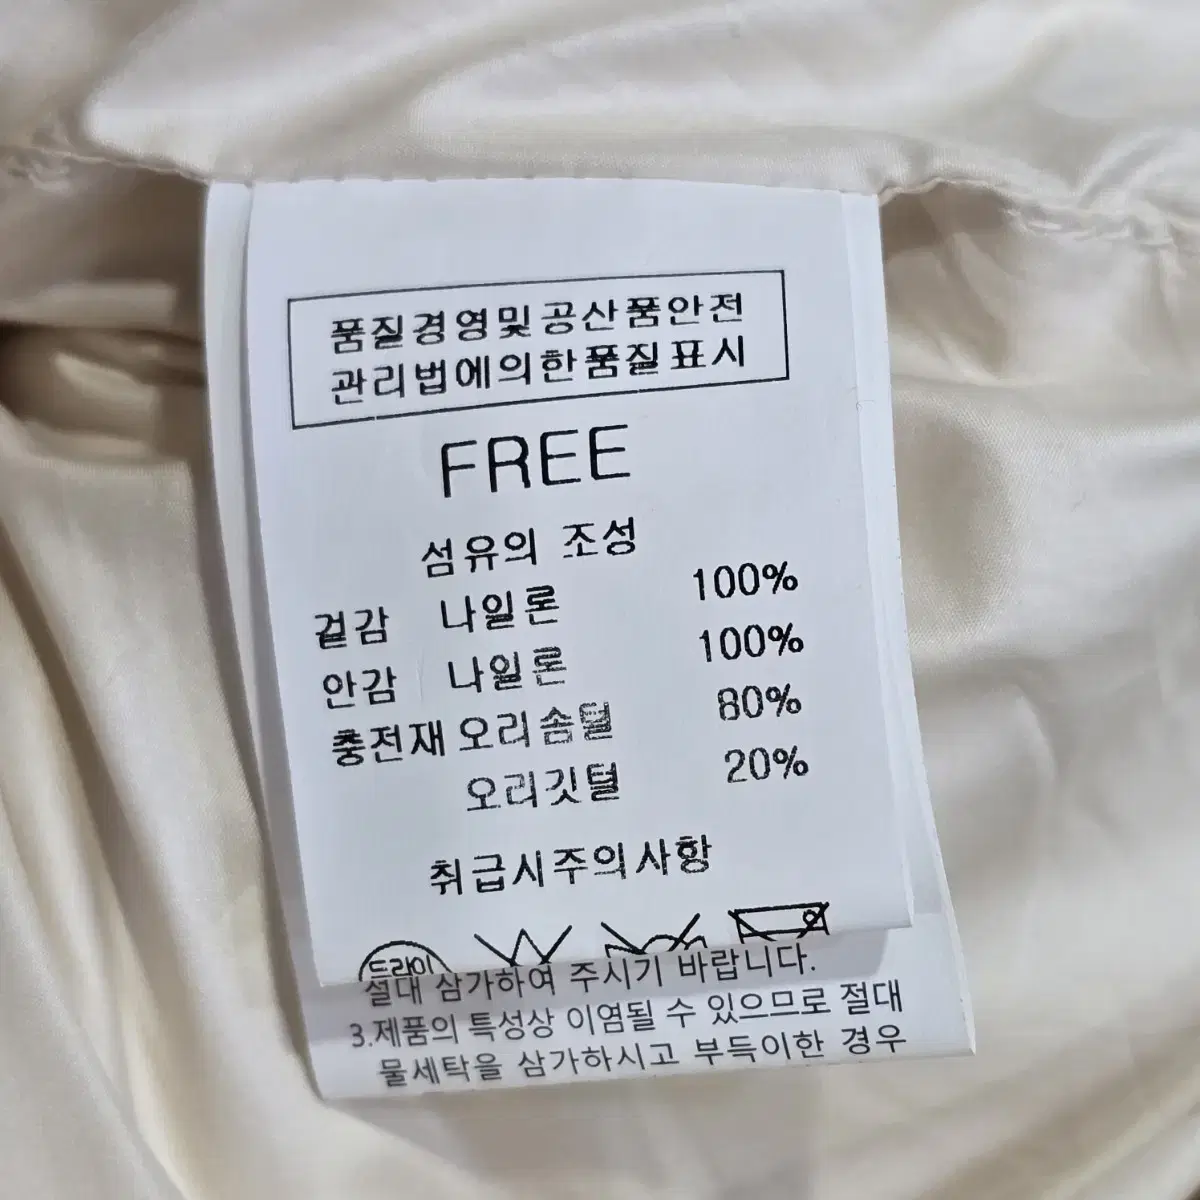 품질경영및공산품안전
관리법에의한품질표시
FREE
섬유의 조성
겉감 나일론 100%
안감 나일론 100%
충전재 오리솜털 80%
오리깃털 20%
취급시주의사항
드라이
절대 삼가하여 주시기 바랍니다.
3.제품의 특성상 이염될 수 있으므로 절대
물세탁을 삼가하시고 부득이한 경우